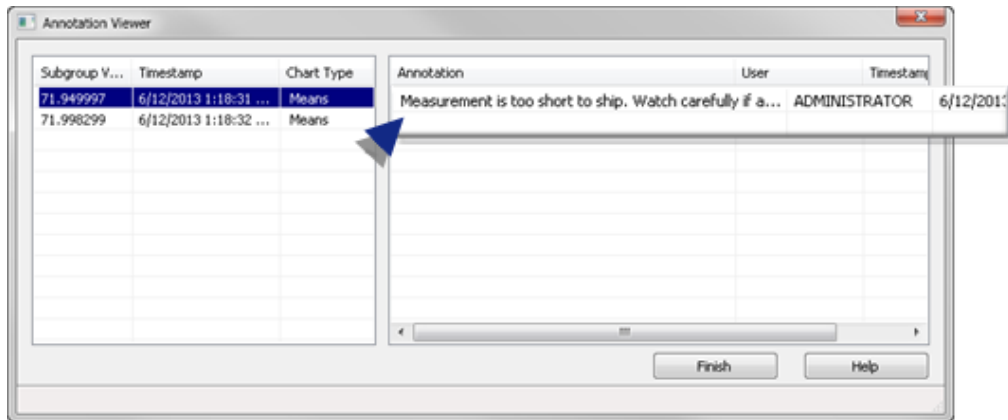 Annotation Viewer
Subgroup V... Timestamp Chart Type
71.949997 6/12/2013 1:18:31 ... Means
71.998299 6/12/2013 1:18:32 ... Means
Annotation User Timestamp
Measurement is too short to ship. Watch carefully if a... ADMINISTRATOR 6/12/2013
Finish Help